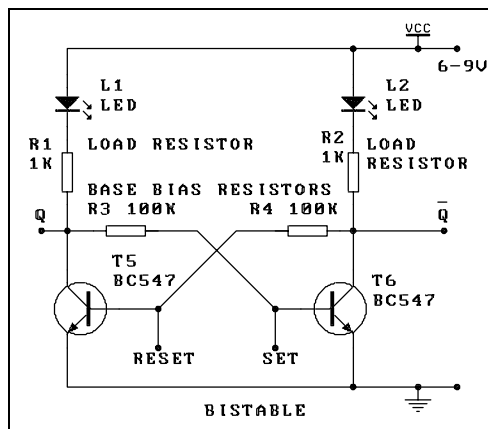 VCC
6-9V
L1
LED
L2
LED
R1
1K
LOAD RESISTOR
R2
1K
LOAD
RESISTOR
BASE BIAS RESISTORS
R3 100K
R4 100K
Q
Q̅
T5
BC547
T6
BC547
RESET
SET
BISTABLE